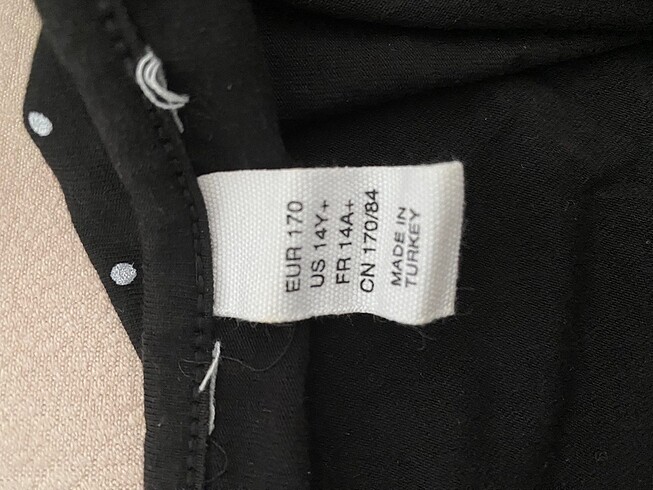 EUR 170
US 14Y+
FR 14A+
CN 170/84
MADE IN
TURKEY